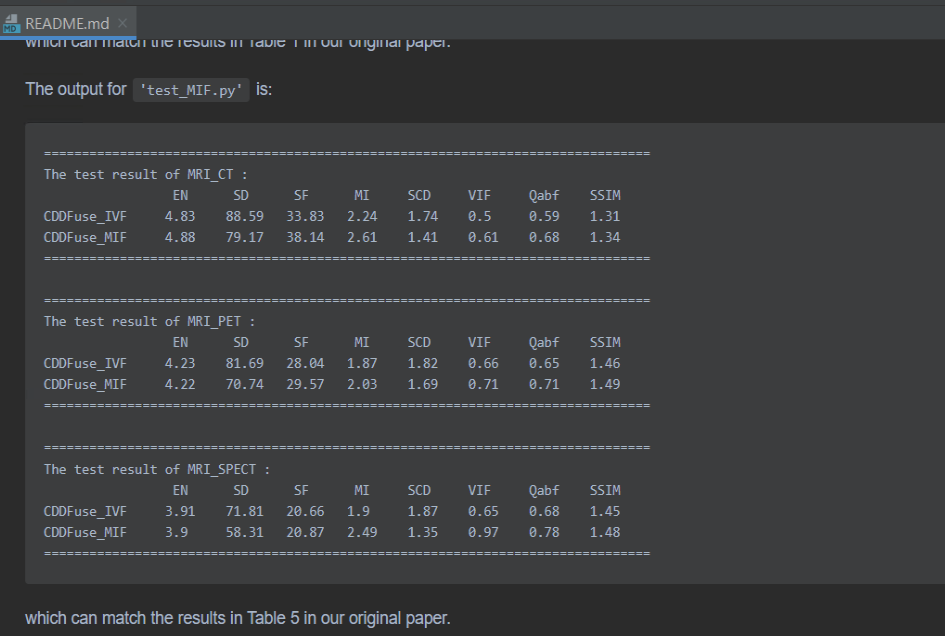 MD README.md ×
which can match the results in Table 1 in our original paper.
The output for 'test_MIF.py' is:
================================================================================
The test result of MRI_CT :
EN SD SF MI SCD VIF Qabf SSIM
CDDFuse_IVF 4.83 88.59 33.83 2.24 1.74 0.5 0.59 1.31
CDDFuse_MIF 4.88 79.17 38.14 2.61 1.41 0.61 0.68 1.34
================================================================================
================================================================================
The test result of MRI_PET :
EN SD SF MI SCD VIF Qabf SSIM
CDDFuse_IVF 4.23 81.69 28.04 1.87 1.82 0.66 0.65 1.46
CDDFuse_MIF 4.22 70.74 29.57 2.03 1.69 0.71 0.71 1.49
================================================================================
================================================================================
The test result of MRI_SPECT :
EN SD SF MI SCD VIF Qabf SSIM
CDDFuse_IVF 3.91 71.81 20.66 1.9 1.87 0.65 0.68 1.45
CDDFuse_MIF 3.9 58.31 20.87 2.49 1.35 0.97 0.78 1.48
================================================================================
which can match the results in Table 5 in our original paper.